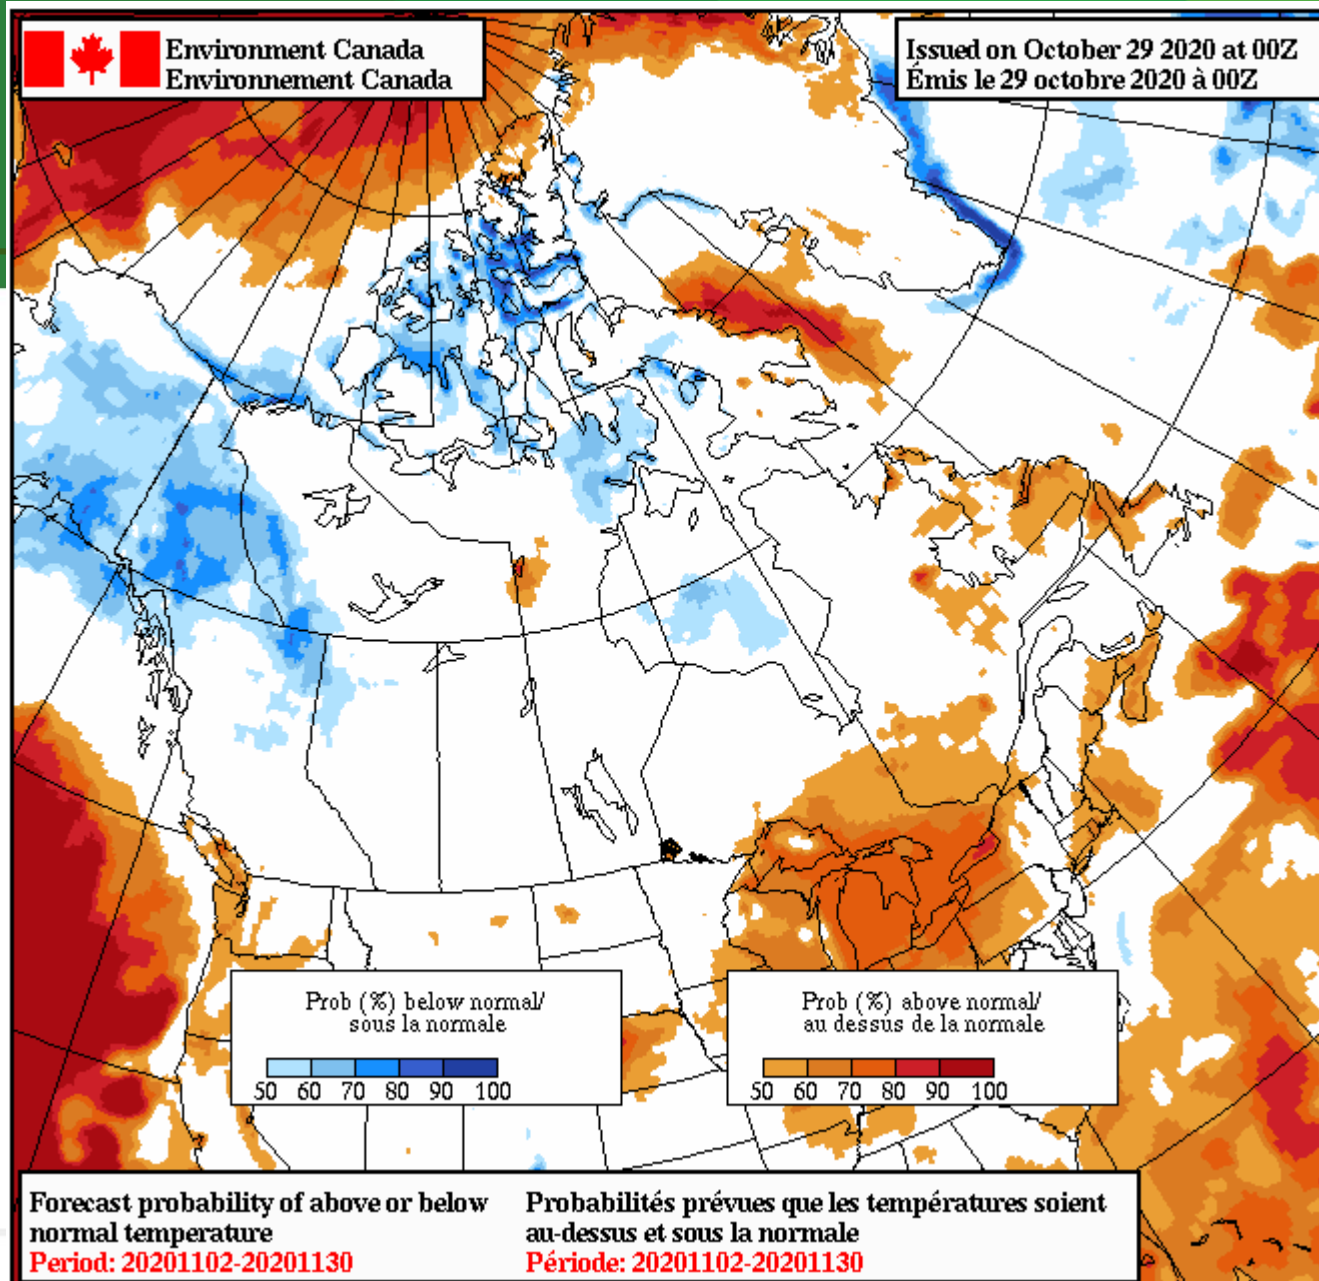 Environment Canada
Environnement Canada
Issued on October 29 2020 at 00Z
Émis le 29 octobre 2020 à 00Z
Prob (%) below normal/
sous la normale
50 60 70 80 90 100
Prob (%) above normal/
au dessus de la normale
50 60 70 80 90 100
Forecast probability of above or below
normal temperature
Period: 20201102-20201130
Probabilités prévues que les températures soient
au-dessus et sous la normale
Période: 20201102-20201130